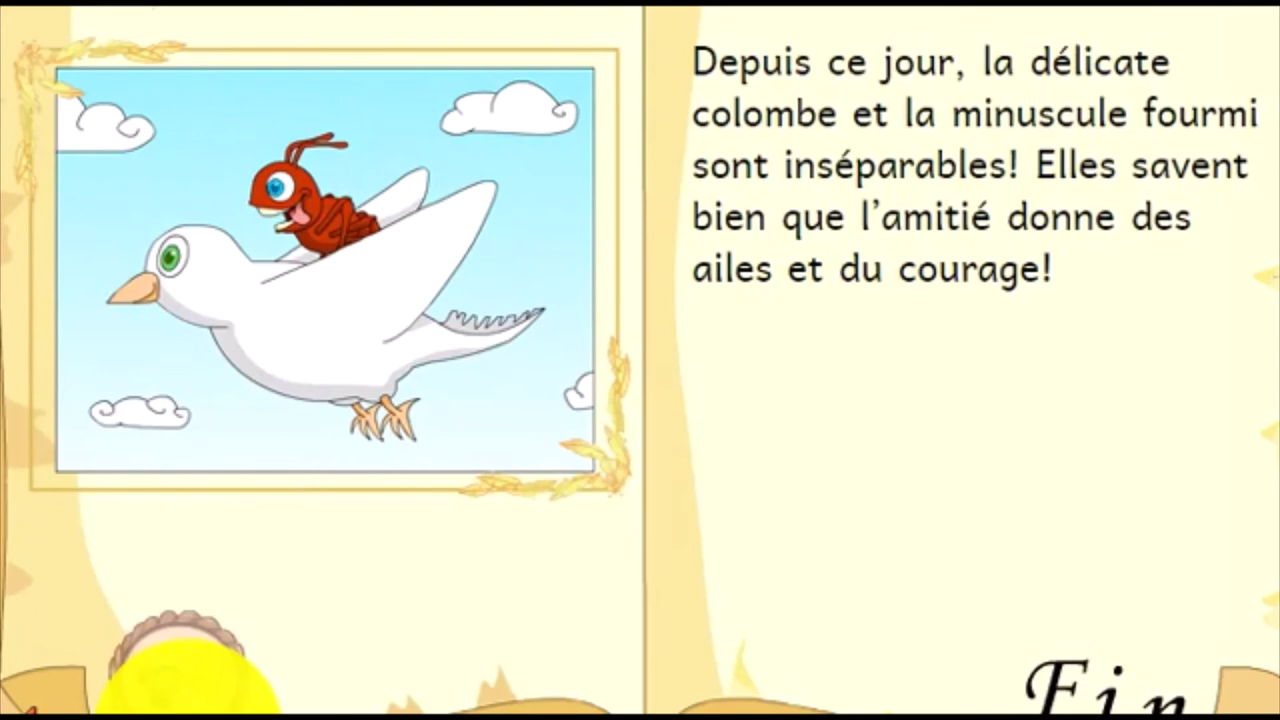 Depuis ce jour, la délicate
colombe et la minuscule fourmi
sont inséparables! Elles savent
bien que l’amitié donne des
ailes et du courage!
Fin